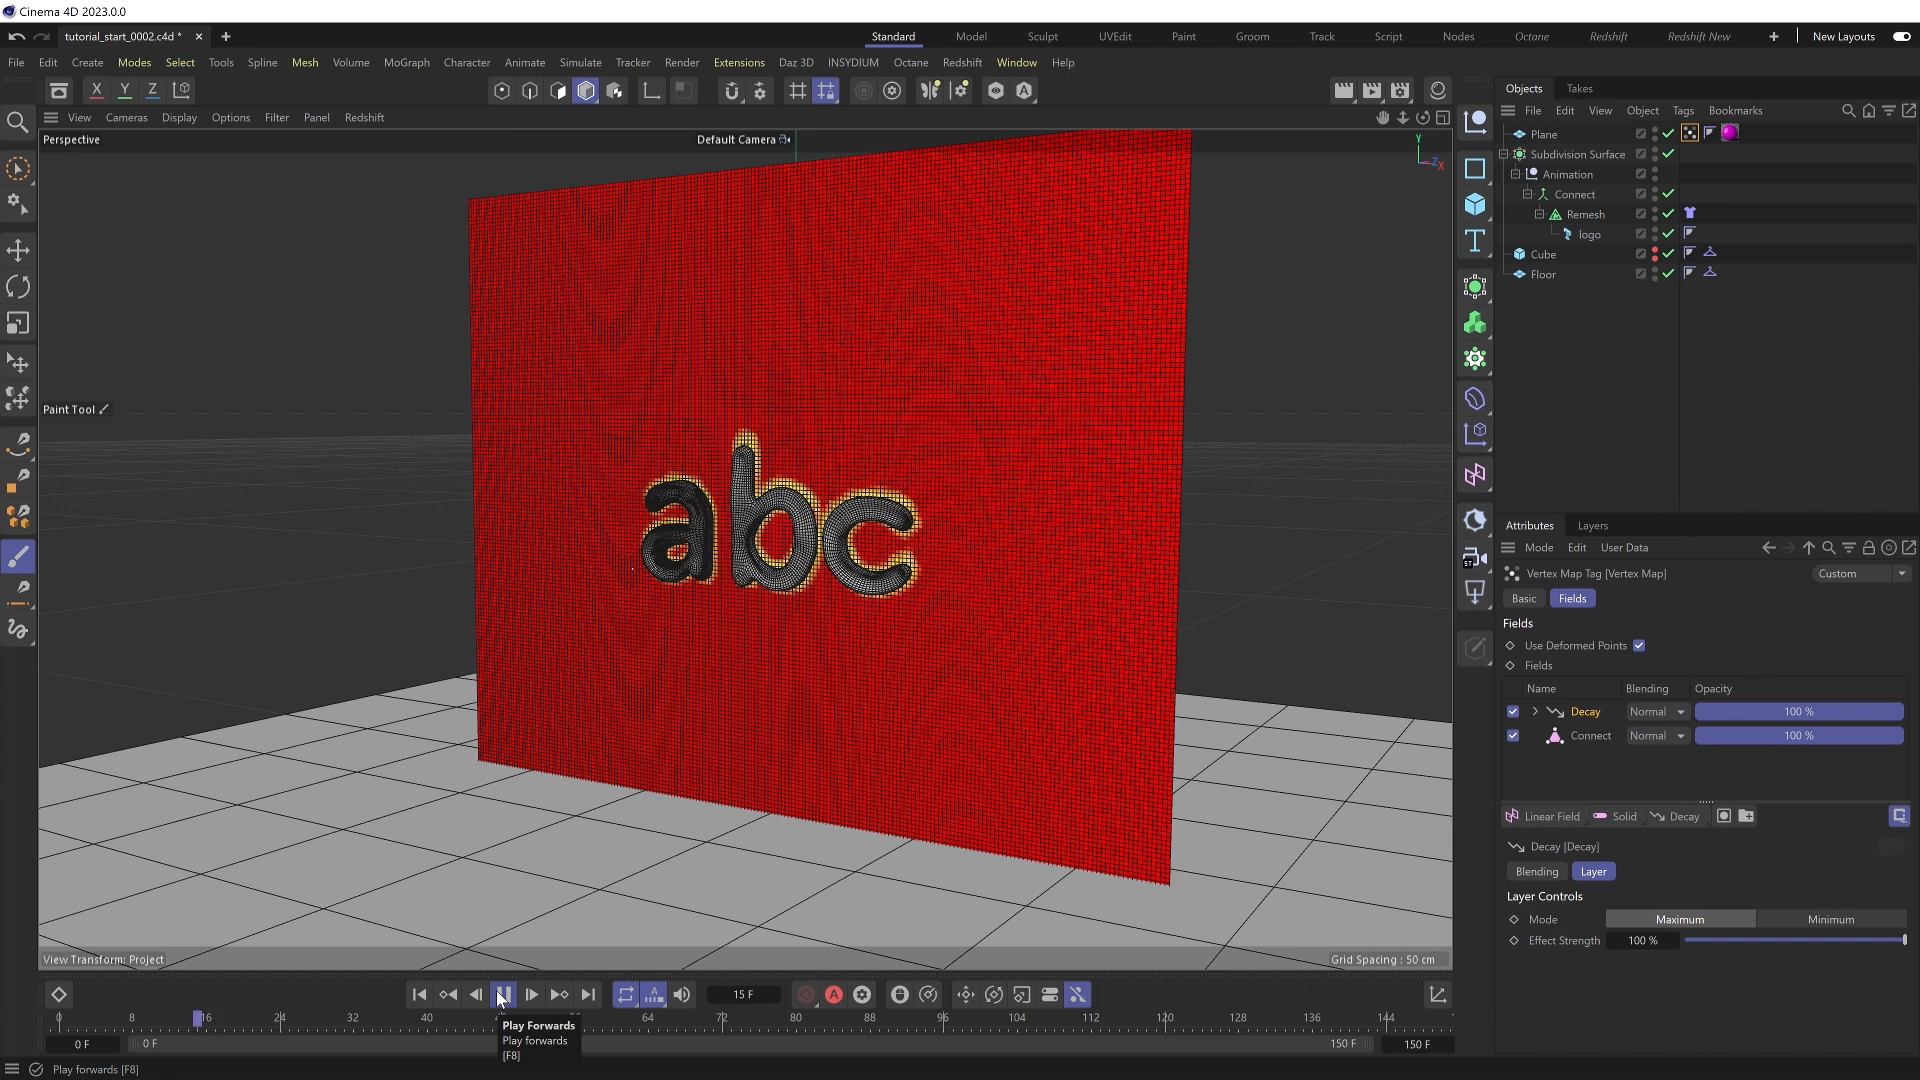 Cinema 4D 2023.0.0
tutorial_start_0002.c4d *
Standard Model Sculpt UVEdit Paint Groom Track Script Nodes Octane Redshift Redshift New New Layouts
File Edit Create Modes Select Tools Spline Mesh Volume MoGraph Character Animate Simulate Tracker Render Extensions Daz 3D INSYDIUM Octane Redshift Window Help
X Y Z
Objects Takes
View Cameras Display Options Filter Panel Redshift
File Edit View Object Tags Bookmarks
Perspective
Default Camera
Y
Z X
Plane
Subdivision Surface
Animation
Connect
Remesh
logo
Cube
Floor
Paint Tool
abc
Attributes Layers
Mode Edit User Data
Vertex Map Tag [Vertex Map]
Custom
Basic Fields
Fields
Use Deformed Points
Fields
Name Blending Opacity
Decay Normal 100 %
Connect Normal 100 %
Linear Field Solid Decay
Decay [Decay]
Blending Layer
Layer Controls
Mode Maximum Minimum
Effect Strength 100 %
View Transform: Project
Grid Spacing : 50 cm
15 F
0 8 16 24 32 40 64 72 80 88 96 104 112 120 128 136 144
Play Forwards
Play forwards
[F8]
0 F 0 F 150 F 150 F
Play forwards [F8]